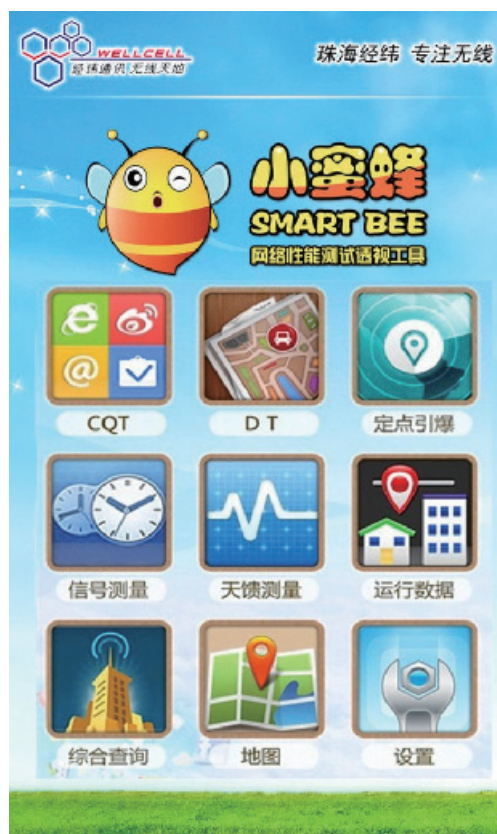 WELLCELL
经纬通讯 无线天地
珠海经纬 专注无线
小蜜蜂
SMART BEE
网络性能测试透视工具
CQT
D T
定点引爆
信号测量
天馈测量
运行数据
综合查询
地图
设置